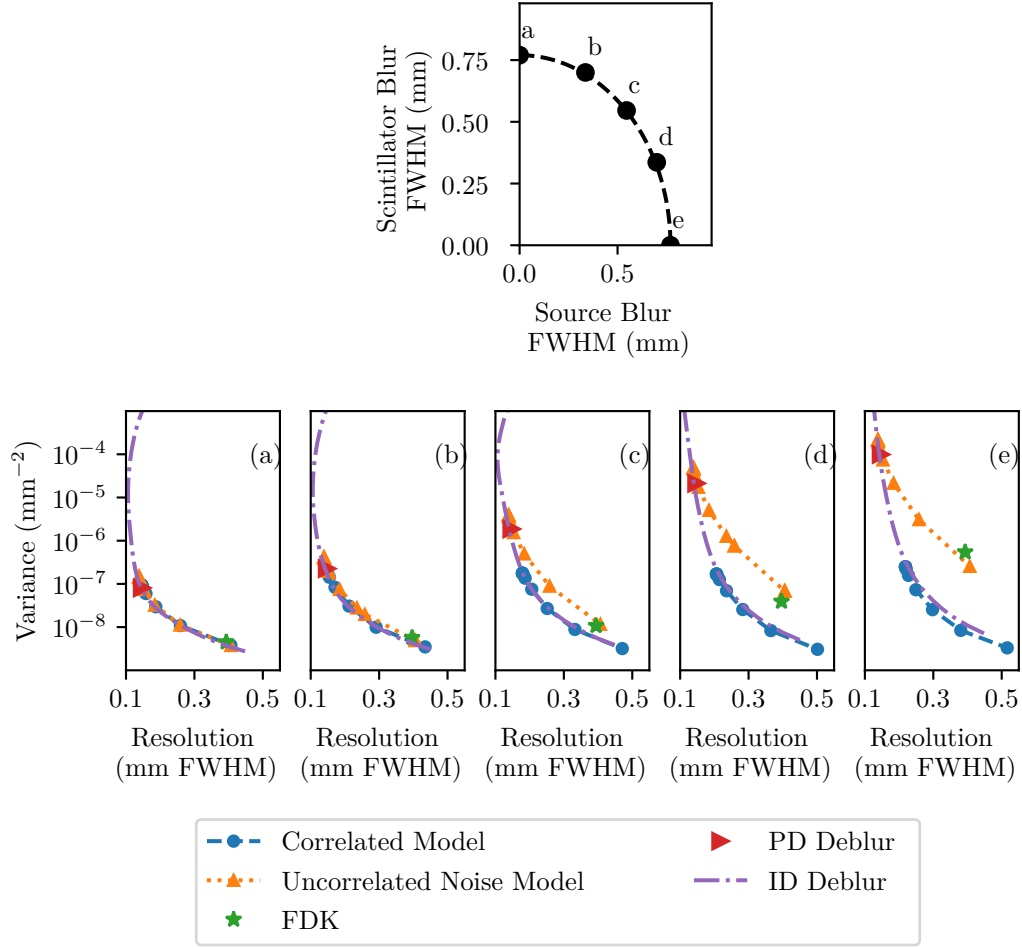 a
b
c
d
e
Scintillator Blur
FWHM (mm)
0.75
0.50
0.25
0.00
0.0 0.5
Source Blur
FWHM (mm)
Variance (mm⁻²)
10⁻⁴
10⁻⁵
10⁻⁶
10⁻⁷
10⁻⁸
(a) (b) (c) (d) (e)
0.1 0.3 0.5 0.1 0.3 0.5 0.1 0.3 0.5 0.1 0.3 0.5 0.1 0.3 0.5
Resolution Resolution Resolution Resolution Resolution
(mm FWHM) (mm FWHM) (mm FWHM) (mm FWHM) (mm FWHM)
Correlated Model
Uncorrelated Noise Model
FDK
PD Deblur
ID Deblur